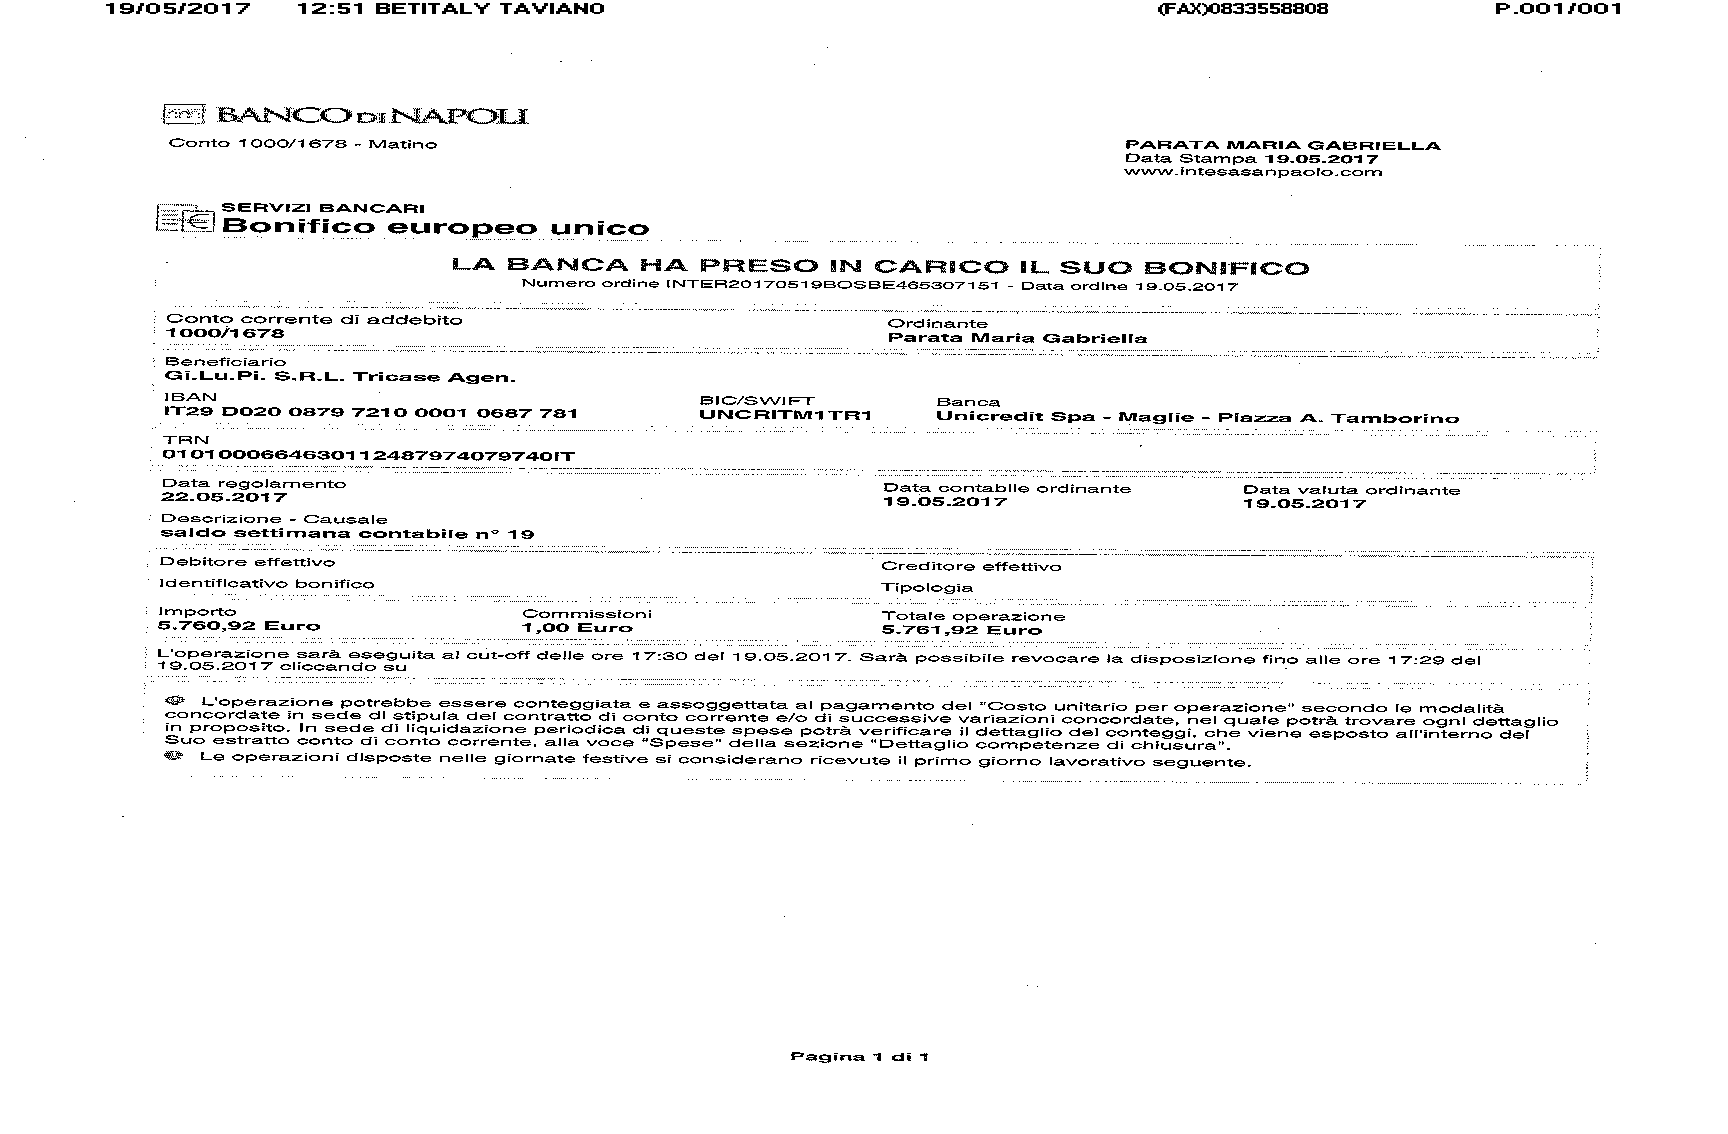 19/05/2017 12:51 BETITALY TAVIANO (FAX)0833558808 P.001/001
BANCO DI NAPOLI
Conto 1000/1678 - Matino
PARATA MARIA GABRIELLA
Data Stampa 19.05.2017
www.intesasanpaolo.com
SERVIZI BANCARI
Bonifico europeo unico
LA BANCA HA PRESO IN CARICO IL SUO BONIFICO
Numero ordine INTER20170519BOSBE465307151 - Data ordine 19.05.2017
Conto corrente di addebito Ordinante
1000/1678 Parata Maria Gabriella
Beneficiario
Gi.Lu.Pi. S.R.L. Tricase Agen.
IBAN BIC/SWIFT Banca
IT29 D020 0879 7210 0001 0687 781 UNCRITM1TR1 Unicredit Spa - Maglie - Piazza A. Tamborino
TRN
0101000664630112487974079740IT
Data regolamento Data contabile ordinante Data valuta ordinante
22.05.2017 19.05.2017 19.05.2017
Descrizione - Causale
saldo settimana contabile n° 19
Debitore effettivo Creditore effettivo
Identificativo bonifico Tipologia
Importo Commissioni Totale operazione
5.760,92 Euro 1,00 Euro 5.761,92 Euro
L'operazione sarà eseguita al cut-off delle ore 17:30 del 19.05.2017. Sarà possibile revocare la disposizione fino alle ore 17:29 del
19.05.2017 cliccando su
L'operazione potrebbe essere conteggiata e assoggettata al pagamento del "Costo unitario per operazione" secondo le modalità
concordate in sede di stipula del contratto di conto corrente e/o di successive variazioni concordate, nel quale potrà trovare ogni dettaglio
in proposito. In sede di liquidazione periodica di queste spese potrà verificare il dettaglio dei conteggi, che viene esposto all'interno del
Suo estratto conto di conto corrente, alla voce "Spese" della sezione "Dettaglio competenze di chiusura".
Le operazioni disposte nelle giornate festive si considerano ricevute il primo giorno lavorativo seguente.
Pagina 1 di 1